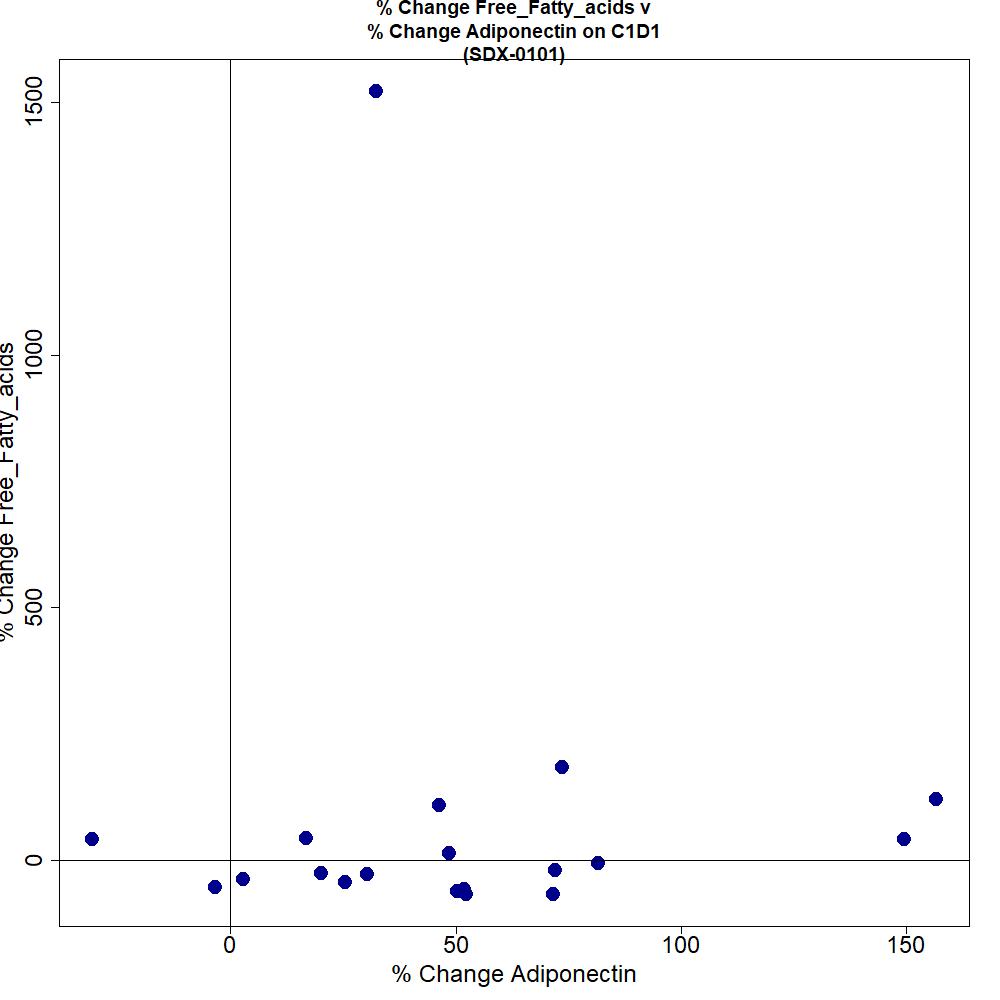 % Change Free_Fatty_acids v
% Change Adiponectin on C1D1
(SDX-0101)
% Change Free_Fatty_acids
1500
1000
500
0
0
50
100
150
% Change Adiponectin